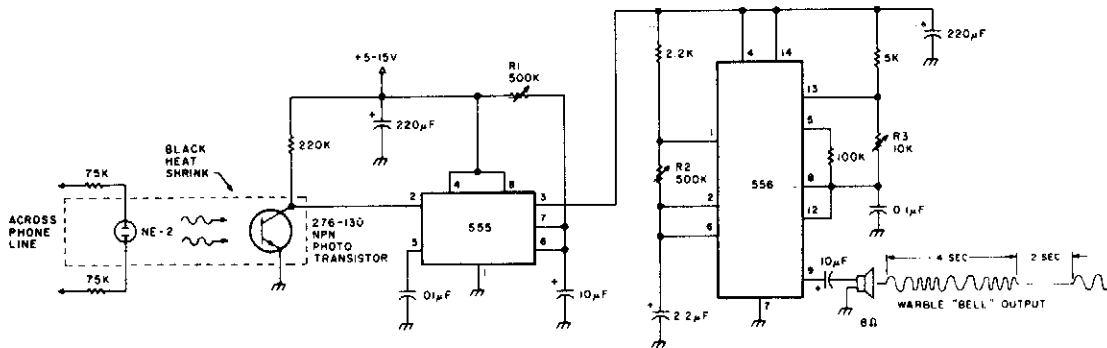 +5-15V
R1
500K
220K
+
220µF
BLACK
HEAT
SHRINK
75K
ACROSS
PHONE
LINE
NE-2
75K
276-130
NPN
PHOTO
TRANSISTOR
4
8
2
3
555
7
6
5
1
.01µF
+
10µF
2.2K
4
14
5K
+
220µF
13
1
5
R3
10K
100K
R2
500K
556
8
2
12
0.1µF
6
9
10µF
+
8Ω
7
+
2.2µF
4 SEC
2 SEC
WARBLE "BELL" OUTPUT